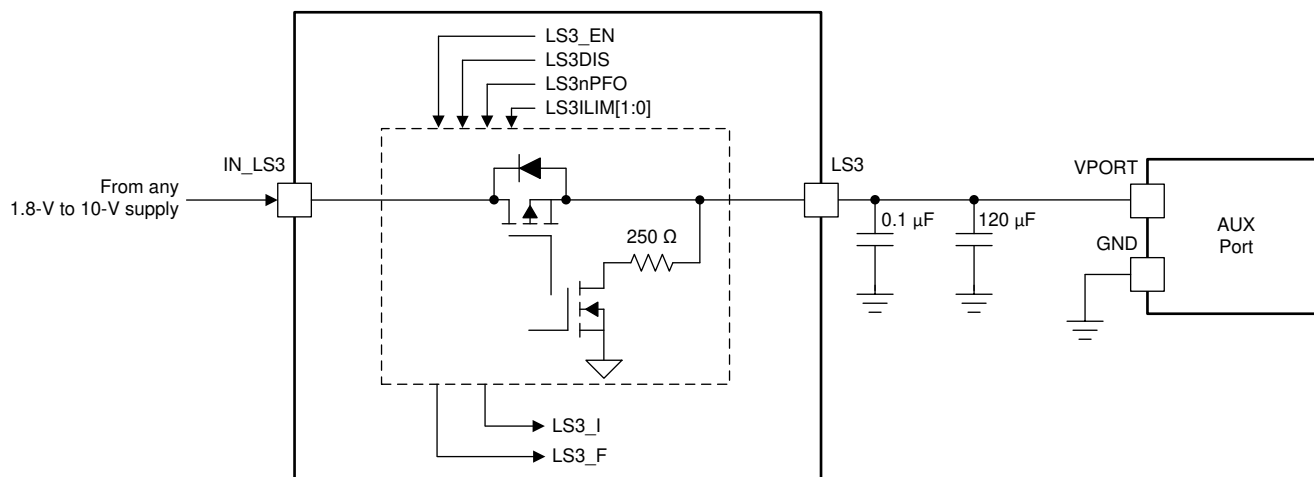 LS3_EN
LS3DIS
LS3nPFO
LS3ILIM[1:0]
IN_LS3
LS3
VPORT
From any
1.8-V to 10-V supply
0.1 µF
120 µF
GND
AUX
Port
250 Ω
LS3_I
LS3_F